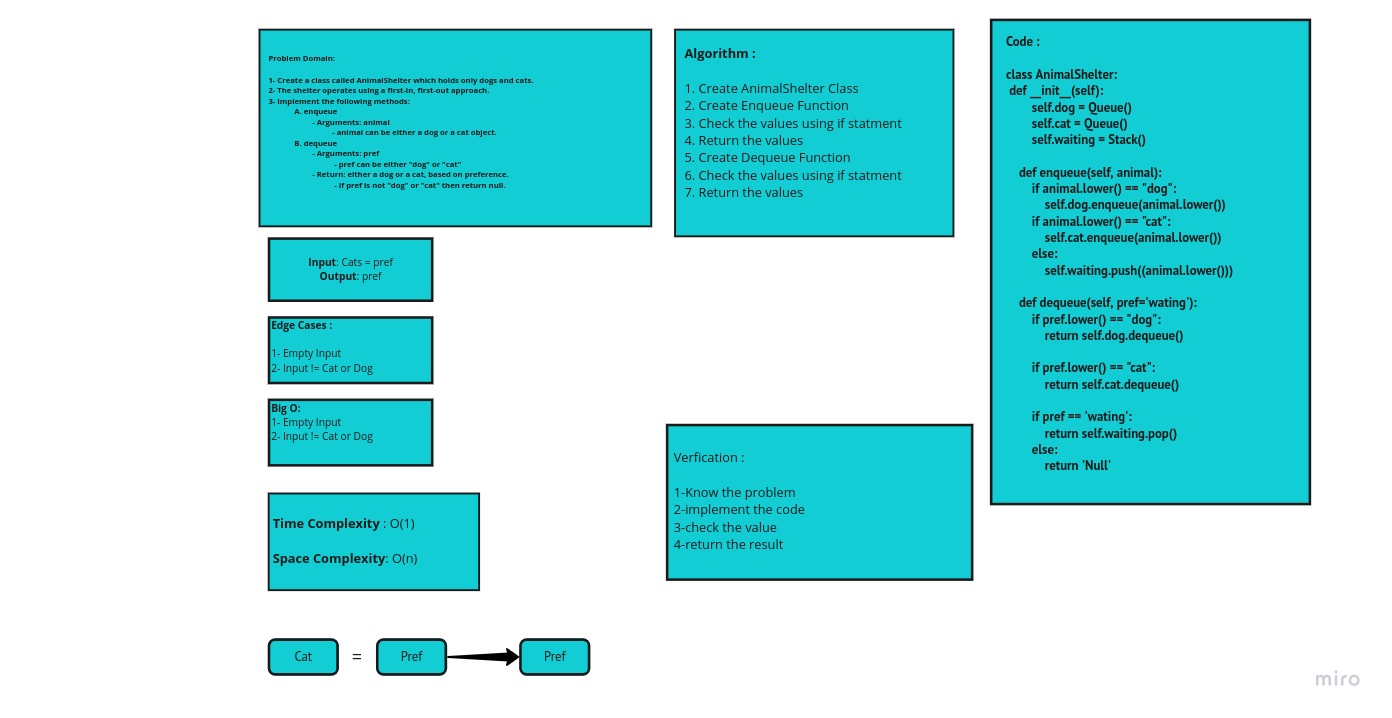 Problem Domain:
1- Create a class called AnimalShelter which holds only dogs and cats.
2- The shelter operates using a first-in, first-out approach.
3- Implement the following methods:
A. enqueue
- Arguments: animal
- animal can be either a dog or a cat object.
B. dequeue
- Arguments: pref
- pref can be either "dog" or "cat"
- Return: either a dog or a cat, based on preference.
- If pref is not "dog" or "cat" then return null.
Input: Cats = pref
Output: pref
Edge Cases :
1- Empty Input
2- Input != Cat or Dog
Big O:
1- Empty Input
2- Input != Cat or Dog
Time Complexity : O(1)
Space Complexity: O(n)
Cat = Pref Pref
Algorithm :
1. Create AnimalShelter Class
2. Create Enqueue Function
3. Check the values using if statment
4. Return the values
5. Create Dequeue Function
6. Check the values using if statment
7. Return the values
Verfication :
1-Know the problem
2-implement the code
3-check the value
4-return the result
Code :
class AnimalShelter:
def __init__(self):
self.dog = Queue()
self.cat = Queue()
self.waiting = Stack()
def enqueue(self, animal):
if animal.lower() == "dog":
self.dog.enqueue(animal.lower())
if animal.lower() == "cat":
self.cat.enqueue(animal.lower())
else:
self.waiting.push((animal.lower()))
def dequeue(self, pref='wating'):
if pref.lower() == "dog":
return self.dog.dequeue()
if pref.lower() == "cat":
return self.cat.dequeue()
if pref == 'wating':
return self.waiting.pop()
else:
return 'Null'
miro